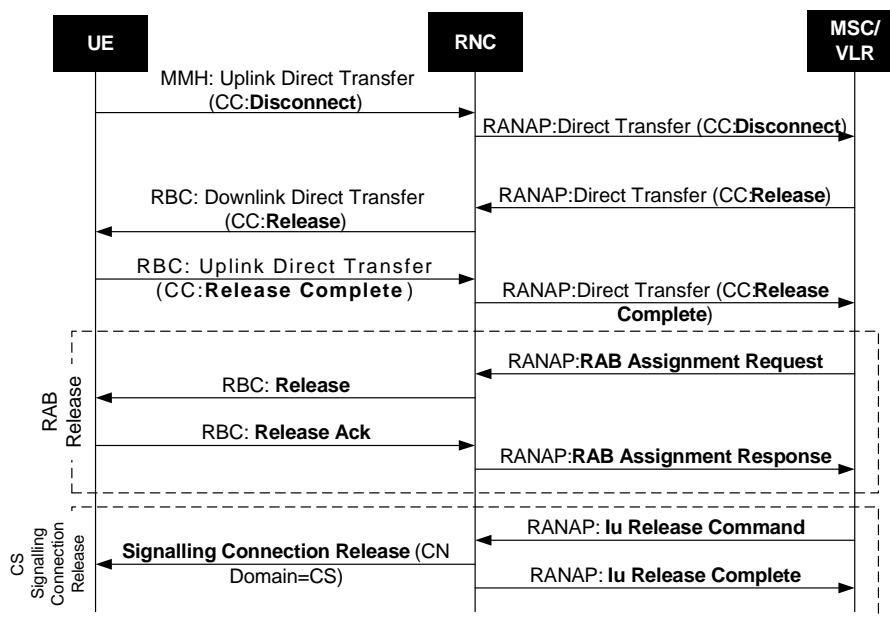 UE
RNC
MSC/
VLR
MMH: Uplink Direct Transfer
(CC:Disconnect)
RANAP:Direct Transfer (CC:Disconnect)
RBC: Downlink Direct Transfer
(CC:Release)
RANAP:Direct Transfer (CC:Release)
RBC: Uplink Direct Transfer
(CC:Release Complete)
RANAP:Direct Transfer (CC:Release
Complete)
RAB
Release
RANAP:RAB Assignment Request
RBC: Release
RBC: Release Ack
RANAP:RAB Assignment Response
CS
Signalling
Connection
Release
RANAP: Iu Release Command
Signalling Connection Release (CN
Domain=CS)
RANAP: Iu Release Complete